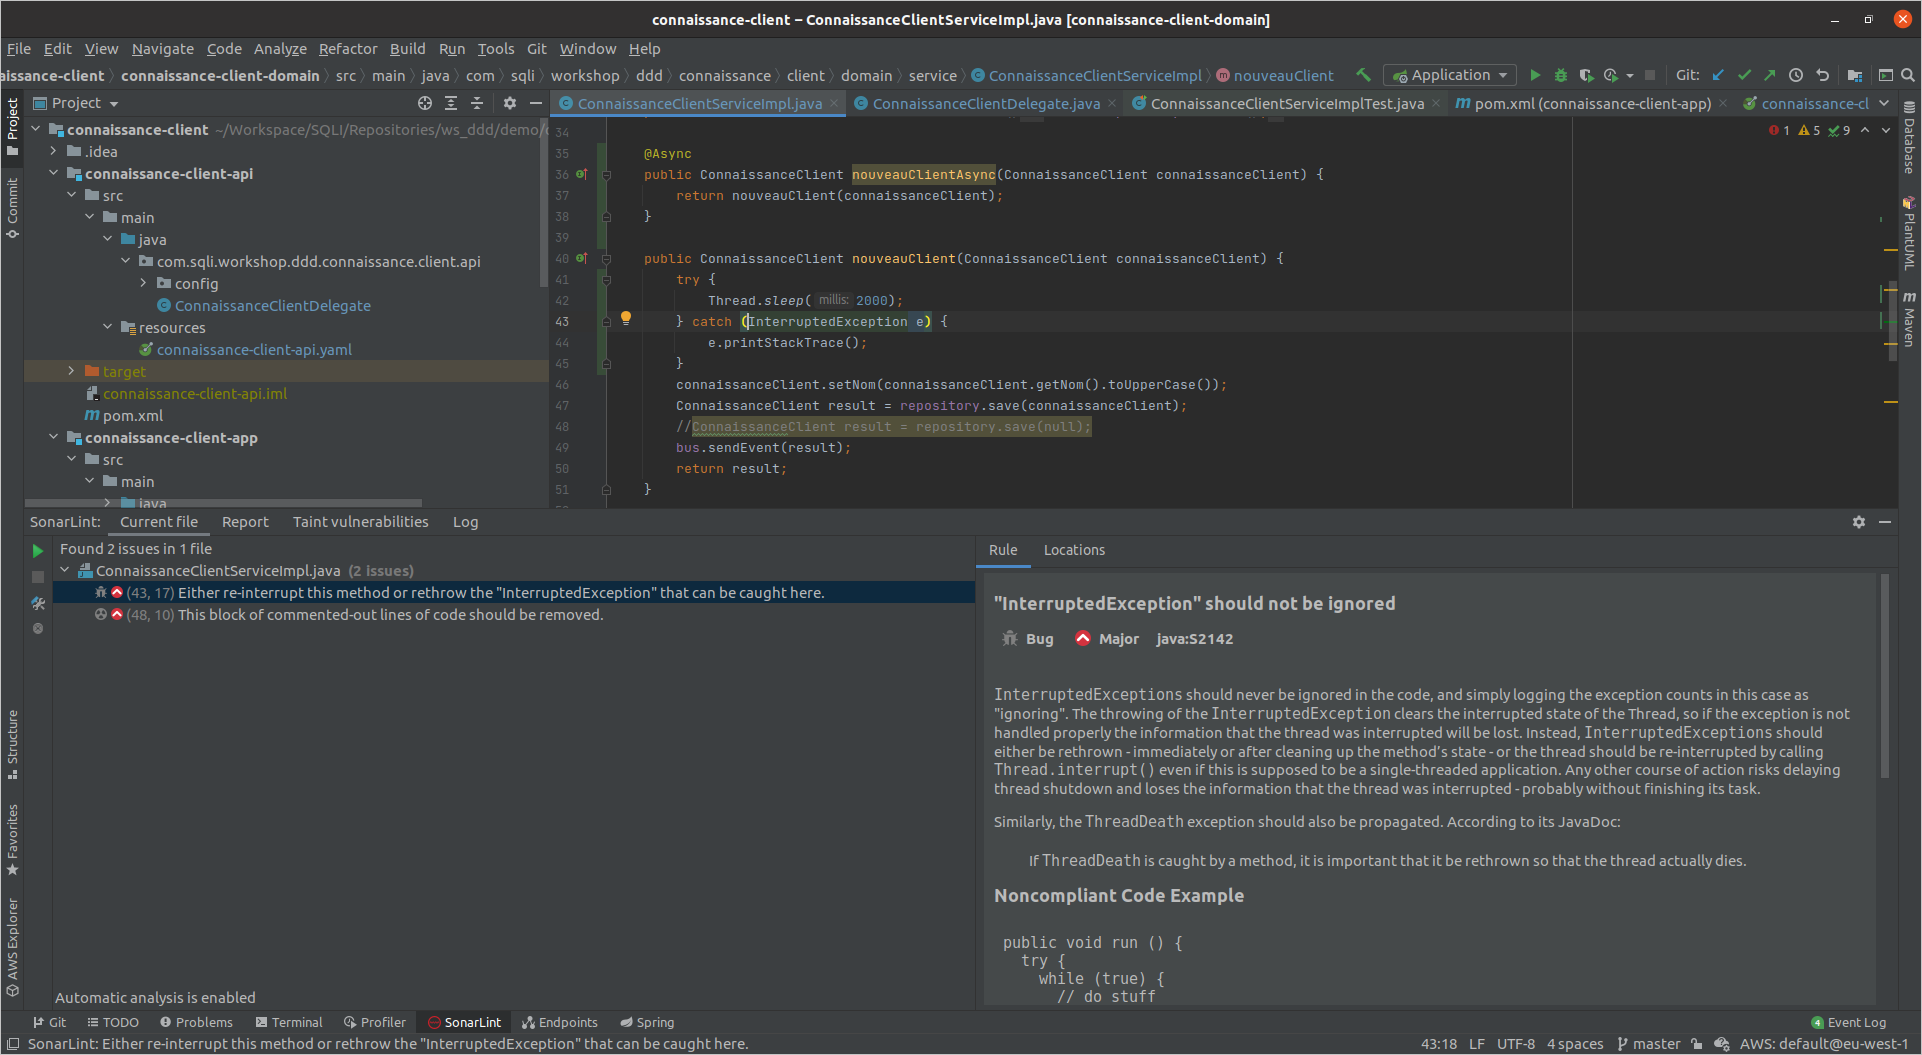 connaissance-client – ConnaissanceClientServiceImpl.java [connaissance-client-domain]
File Edit View Navigate Code Analyze Refactor Build Run Tools Git Window Help
aissance-client connaissance-client-domain src main java com sqli workshop ddd connaissance client domain service ConnaissanceClientServiceImpl nouveauClient Application Git:
Project
ConnaissanceClientServiceImpl.java ConnaissanceClientDelegate.java ConnaissanceClientServiceImplTest.java pom.xml (connaissance-client-app) connaissance-cl
connaissance-client ~/Workspace/SQLI/Repositories/ws_ddd/demo/
.idea
connaissance-client-api
src
main
java
com.sqli.workshop.ddd.connaissance.client.api
config
ConnaissanceClientDelegate
resources
connaissance-client-api.yaml
target
connaissance-client-api.iml
pom.xml
connaissance-client-app
src
main
java
1 5 9
34
35 @Async
36 public ConnaissanceClient nouveauClientAsync(ConnaissanceClient connaissanceClient) {
37 return nouveauClient(connaissanceClient);
38 }
39
40 public ConnaissanceClient nouveauClient(ConnaissanceClient connaissanceClient) {
41 try {
42 Thread.sleep( millis: 2000);
43 } catch (InterruptedException e) {
44 e.printStackTrace();
45 }
46 connaissanceClient.setNom(connaissanceClient.getNom().toUpperCase());
47 ConnaissanceClient result = repository.save(connaissanceClient);
48 //ConnaissanceClient result = repository.save(null);
49 bus.sendEvent(result);
50 return result;
51 }
Project
Commit
Structure
Favorites
AWS Explorer
Database
PlantUML
Maven
SonarLint: Current file Report Taint vulnerabilities Log
Found 2 issues in 1 file
ConnaissanceClientServiceImpl.java (2 issues)
(43, 17) Either re-interrupt this method or rethrow the "InterruptedException" that can be caught here.
(48, 10) This block of commented-out lines of code should be removed.
Automatic analysis is enabled
Rule Locations
"InterruptedException" should not be ignored
Bug Major java:S2142
InterruptedExceptions should never be ignored in the code, and simply logging the exception counts in this case as
"ignoring". The throwing of the InterruptedException clears the interrupted state of the Thread, so if the exception is not
handled properly the information that the thread was interrupted will be lost. Instead, InterruptedExceptions should
either be rethrown - immediately or after cleaning up the method's state - or the thread should be re-interrupted by calling
Thread.interrupt() even if this is supposed to be a single-threaded application. Any other course of action risks delaying
thread shutdown and loses the information that the thread was interrupted - probably without finishing its task.
Similarly, the ThreadDeath exception should also be propagated. According to its JavaDoc:
If ThreadDeath is caught by a method, it is important that it be rethrown so that the thread actually dies.
Noncompliant Code Example
public void run () {
try {
while (true) {
// do stuff
Git TODO Problems Terminal Profiler SonarLint Endpoints Spring 4 Event Log
SonarLint: Either re-interrupt this method or rethrow the "InterruptedException" that can be caught here. 43:18 LF UTF-8 4 spaces master AWS: default@eu-west-1